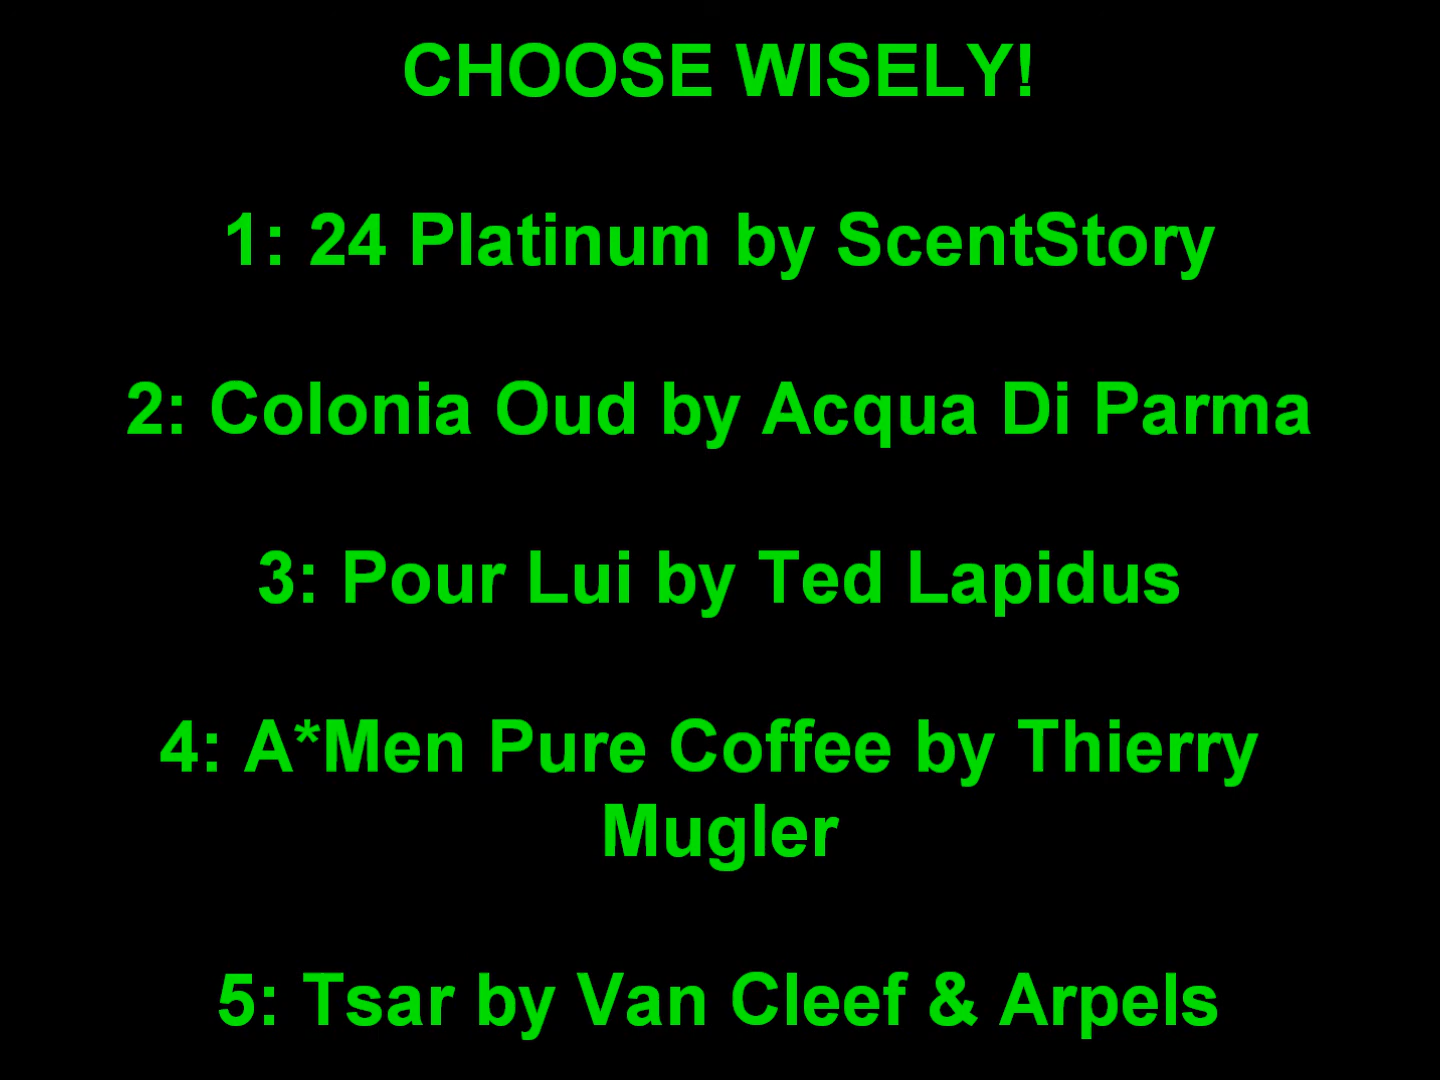 CHOOSE WISELY!
1: 24 Platinum by ScentStory
2: Colonia Oud by Acqua Di Parma
3: Pour Lui by Ted Lapidus
4: A*Men Pure Coffee by Thierry
Mugler
5: Tsar by Van Cleef & Arpels